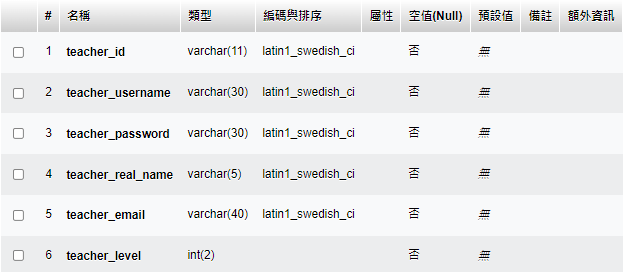 # 名稱 類型 編碼與排序 屬性 空值(Null) 預設值 備註 額外資訊
1 teacher_id varchar(11) latin1_swedish_ci 否 無
2 teacher_username varchar(30) latin1_swedish_ci 否 無
3 teacher_password varchar(30) latin1_swedish_ci 否 無
4 teacher_real_name varchar(5) latin1_swedish_ci 否 無
5 teacher_email varchar(40) latin1_swedish_ci 否 無
6 teacher_level int(2) 否 無